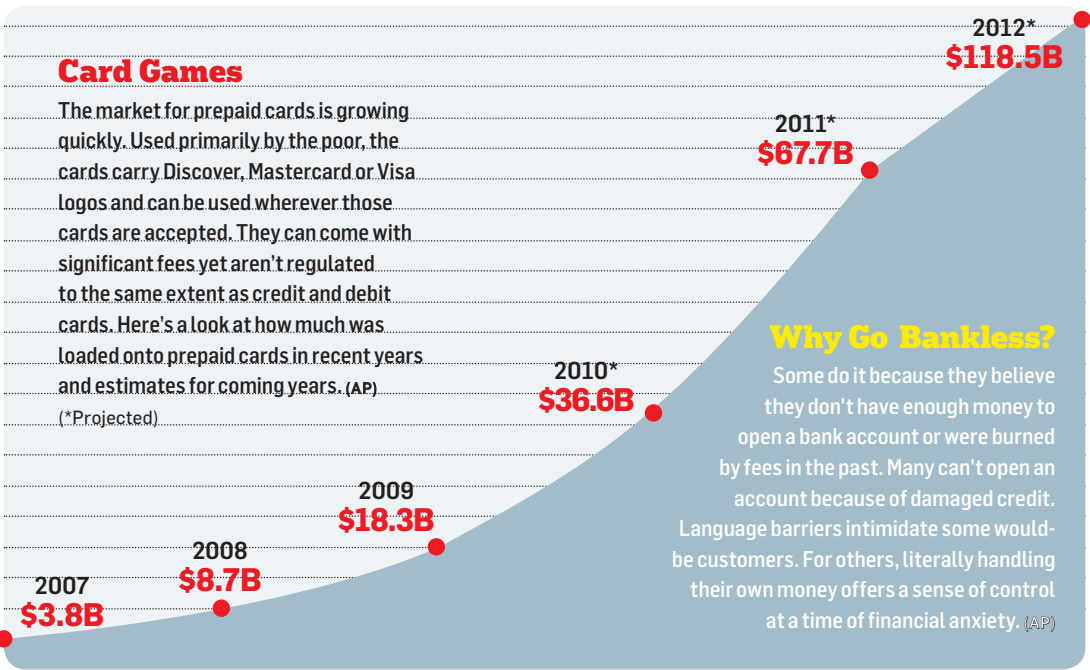 Card Games
The market for prepaid cards is growing
quickly. Used primarily by the poor, the
cards carry Discover, Mastercard or Visa
logos and can be used wherever those
cards are accepted. They can come with
significant fees yet aren't regulated
to the same extent as credit and debit
cards. Here's a look at how much was
loaded onto prepaid cards in recent years
and estimates for coming years. (AP)
(*Projected)
2007
$3.8B
2008
$8.7B
2009
$18.3B
2010*
$36.6B
2011*
$67.7B
2012*
$118.5B
Why Go Bankless?
Some do it because they believe
they don't have enough money to
open a bank account or were burned
by fees in the past. Many can't open an
account because of damaged credit.
Language barriers intimidate some would-
be customers. For others, literally handling
their own money offers a sense of control
at a time of financial anxiety. (AP)